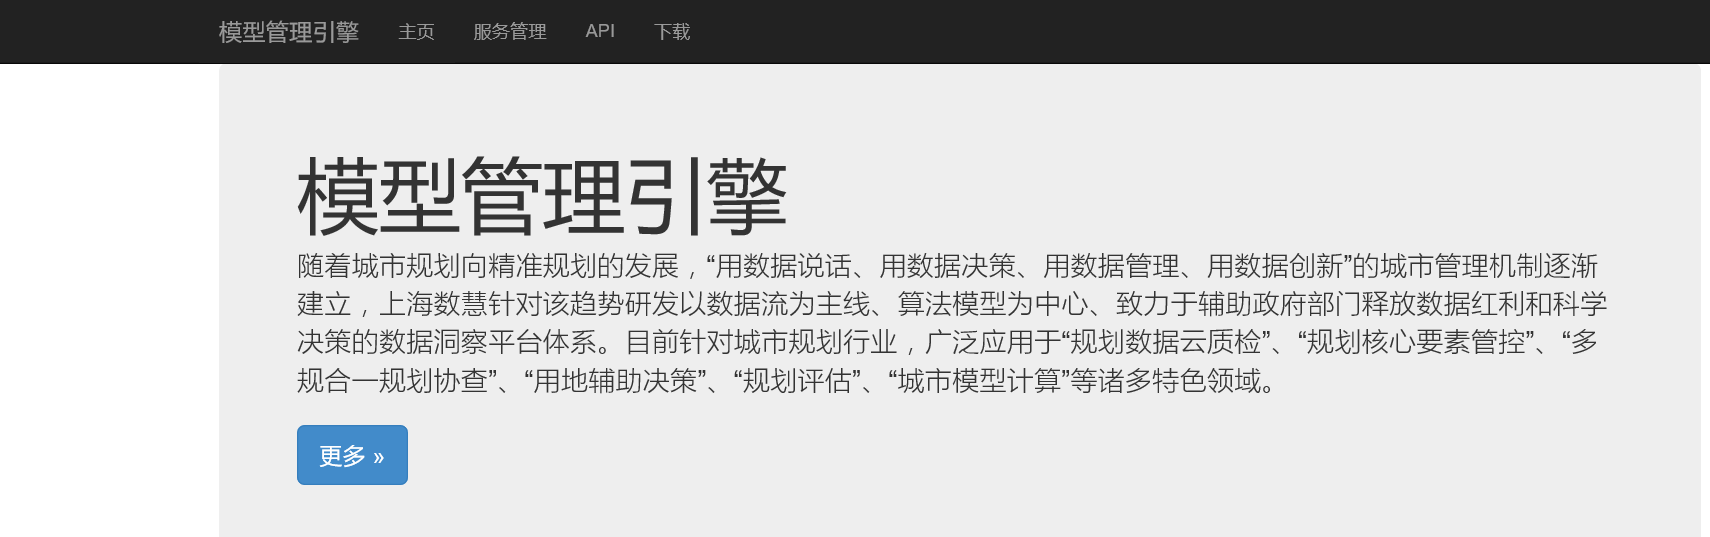 模型管理引擎 主页 服务管理 API 下载
模型管理引擎
随着城市规划向精准规划的发展，“用数据说话、用数据决策、用数据管理、用数据创新”的城市管理机制逐渐
建立，上海数慧针对该趋势研发以数据流为主线、算法模型为中心、致力于辅助政府部门释放数据红利和科学
决策的数据洞察平台体系。目前针对城市规划行业，广泛应用于“规划数据云质检”、“规划核心要素管控”、“多
规合一规划协查”、“用地辅助决策”、“规划评估”、“城市模型计算”等诸多特色领域。
更多 »